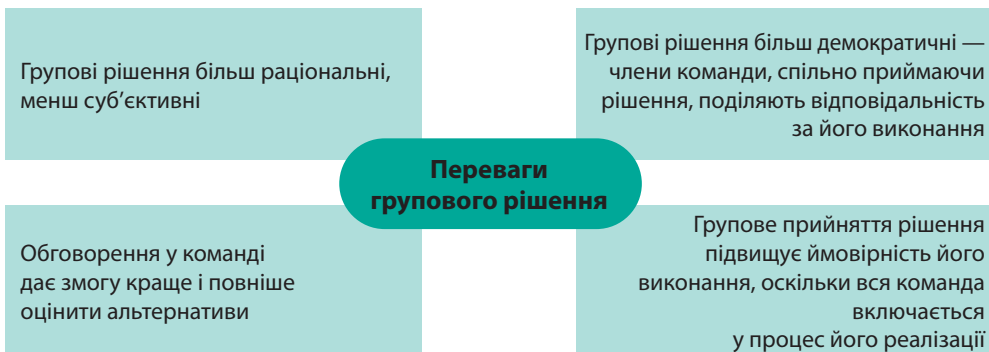 Групові рішення більш раціональні,
менш суб’єктивні
Групові рішення більш демократичні —
члени команди, спільно приймаючи
рішення, поділяють відповідальність
за його виконання
Переваги
групового рішення
Обговорення у команді
дає змогу краще і повніше
оцінити альтернативи
Групове прийняття рішення
підвищує ймовірність його
виконання, оскільки вся команда
включається
у процес його реалізації